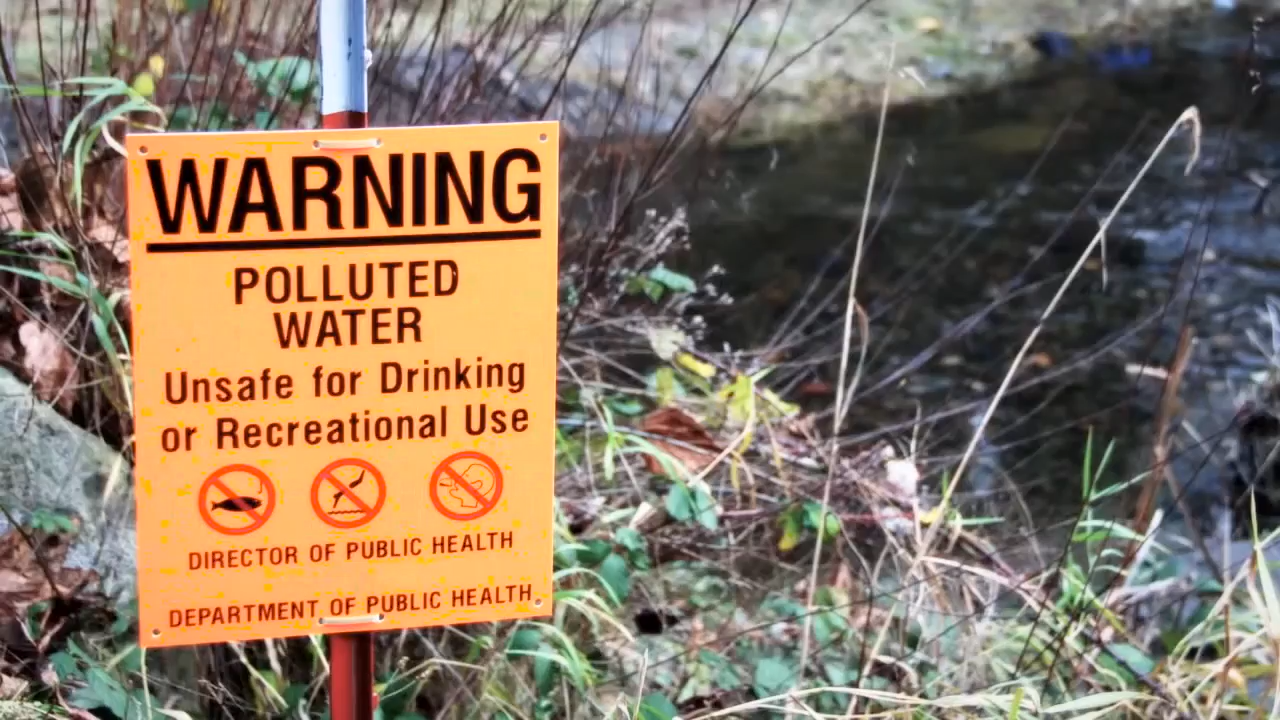 WARNING
POLLUTED
WATER
Unsafe for Drinking
or Recreational Use
DIRECTOR OF PUBLIC HEALTH
DEPARTMENT OF PUBLIC HEALTH